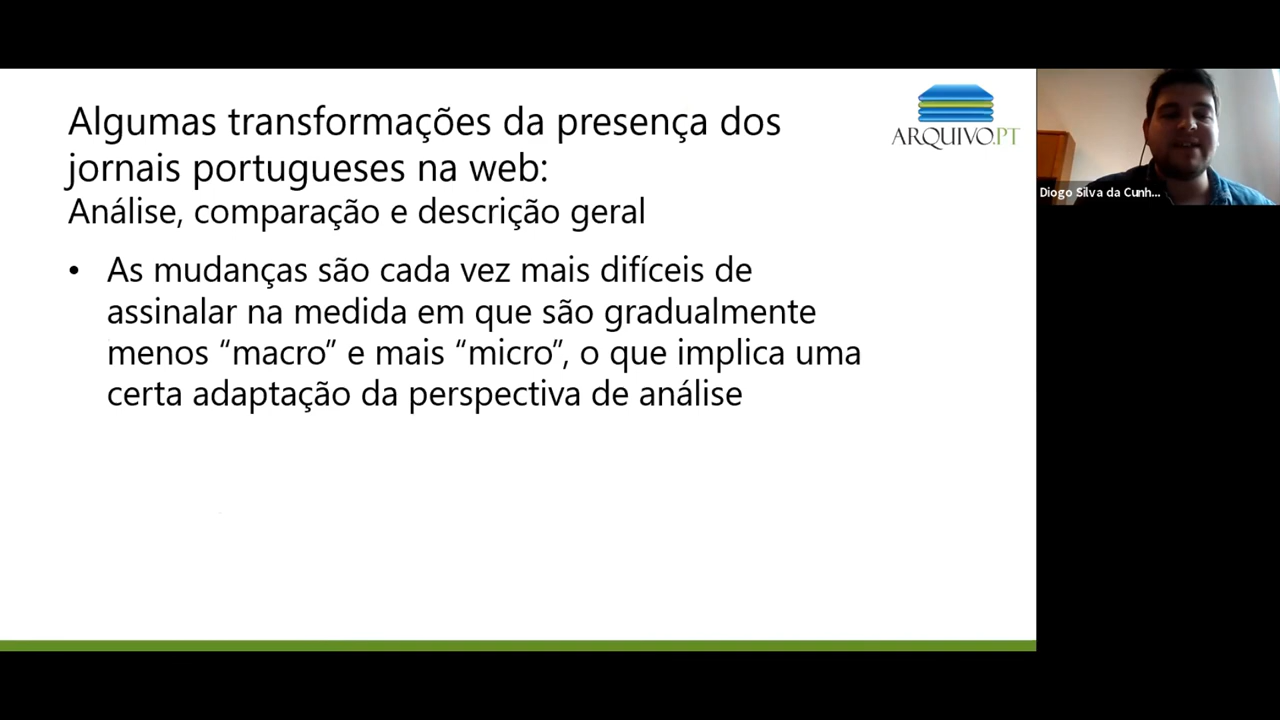 Algumas transformações da presença dos
jornais portugueses na web:
Análise, comparação e descrição geral
• As mudanças são cada vez mais difíceis de
assinalar na medida em que são gradualmente
menos “macro” e mais “micro”, o que implica uma
certa adaptação da perspectiva de análise
ARQUIVO.PT
Diogo Silva da Cunh...